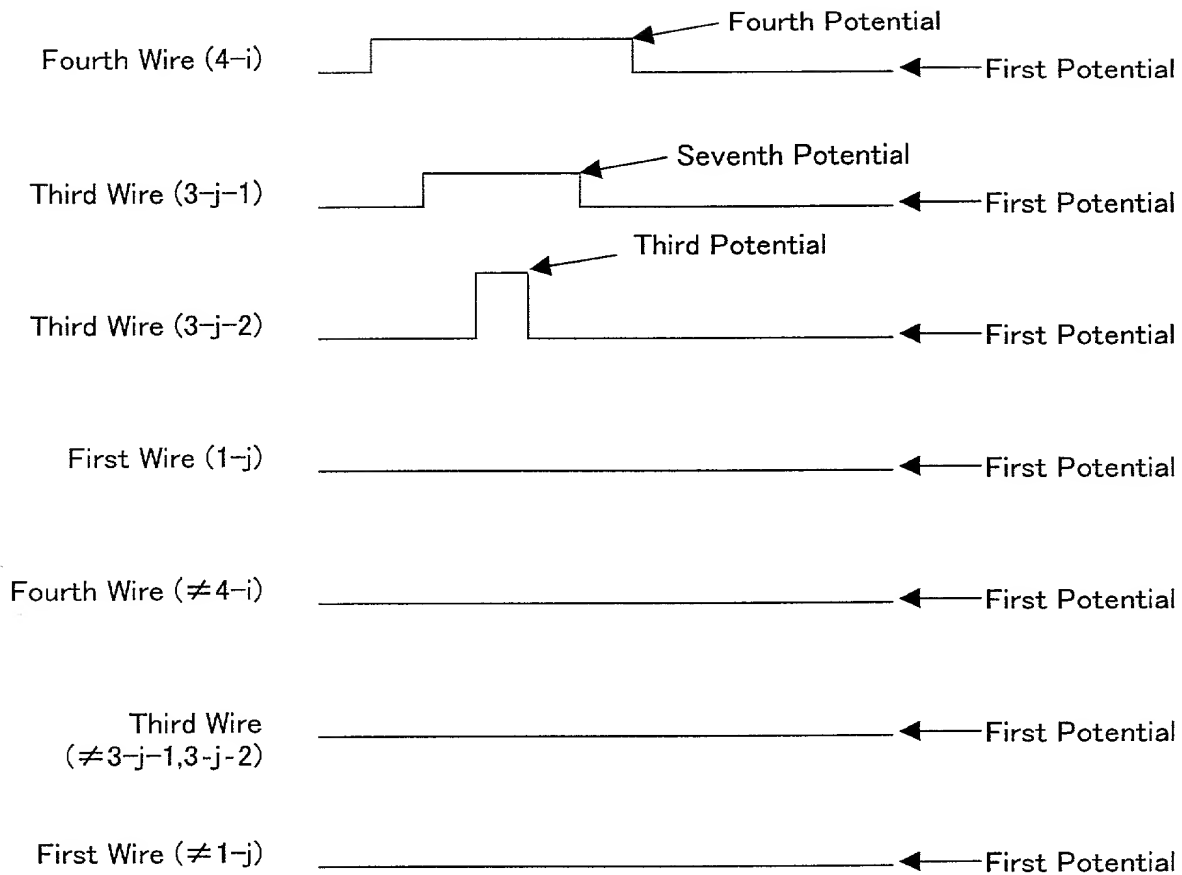 Fourth Potential
Fourth Wire (4-i)
First Potential
Seventh Potential
Third Wire (3-j-1)
First Potential
Third Potential
Third Wire (3-j-2)
First Potential
First Wire (1-j)
First Potential
Fourth Wire (≠4-i)
First Potential
Third Wire
(≠3-j-1,3-j-2)
First Potential
First Wire (≠1-j)
First Potential